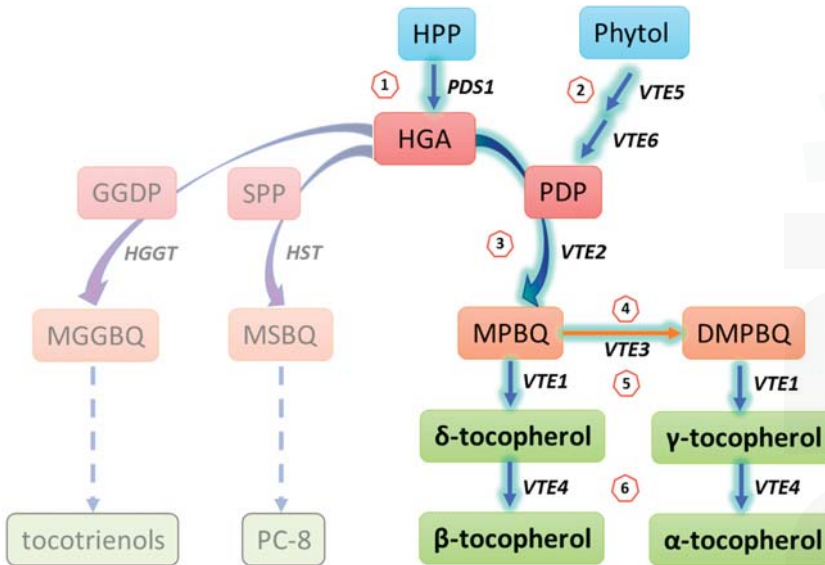 HPP
Phytol
1
PDS1
2
VTE5
VTE6
HGA
GGDP
SPP
PDP
HGGT
HST
3
VTE2
MGGBQ
MSBQ
MPBQ
4
VTE3
DMPBQ
VTE1
5
VTE1
δ-tocopherol
γ-tocopherol
VTE4
6
VTE4
tocotrienols
PC-8
β-tocopherol
α-tocopherol